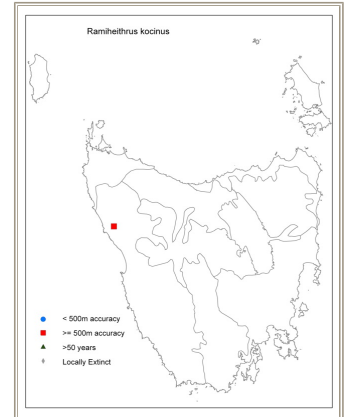 Ramiheithrus kocinus
< 500m accuracy
>= 500m accuracy
>50 years
Locally Extinct